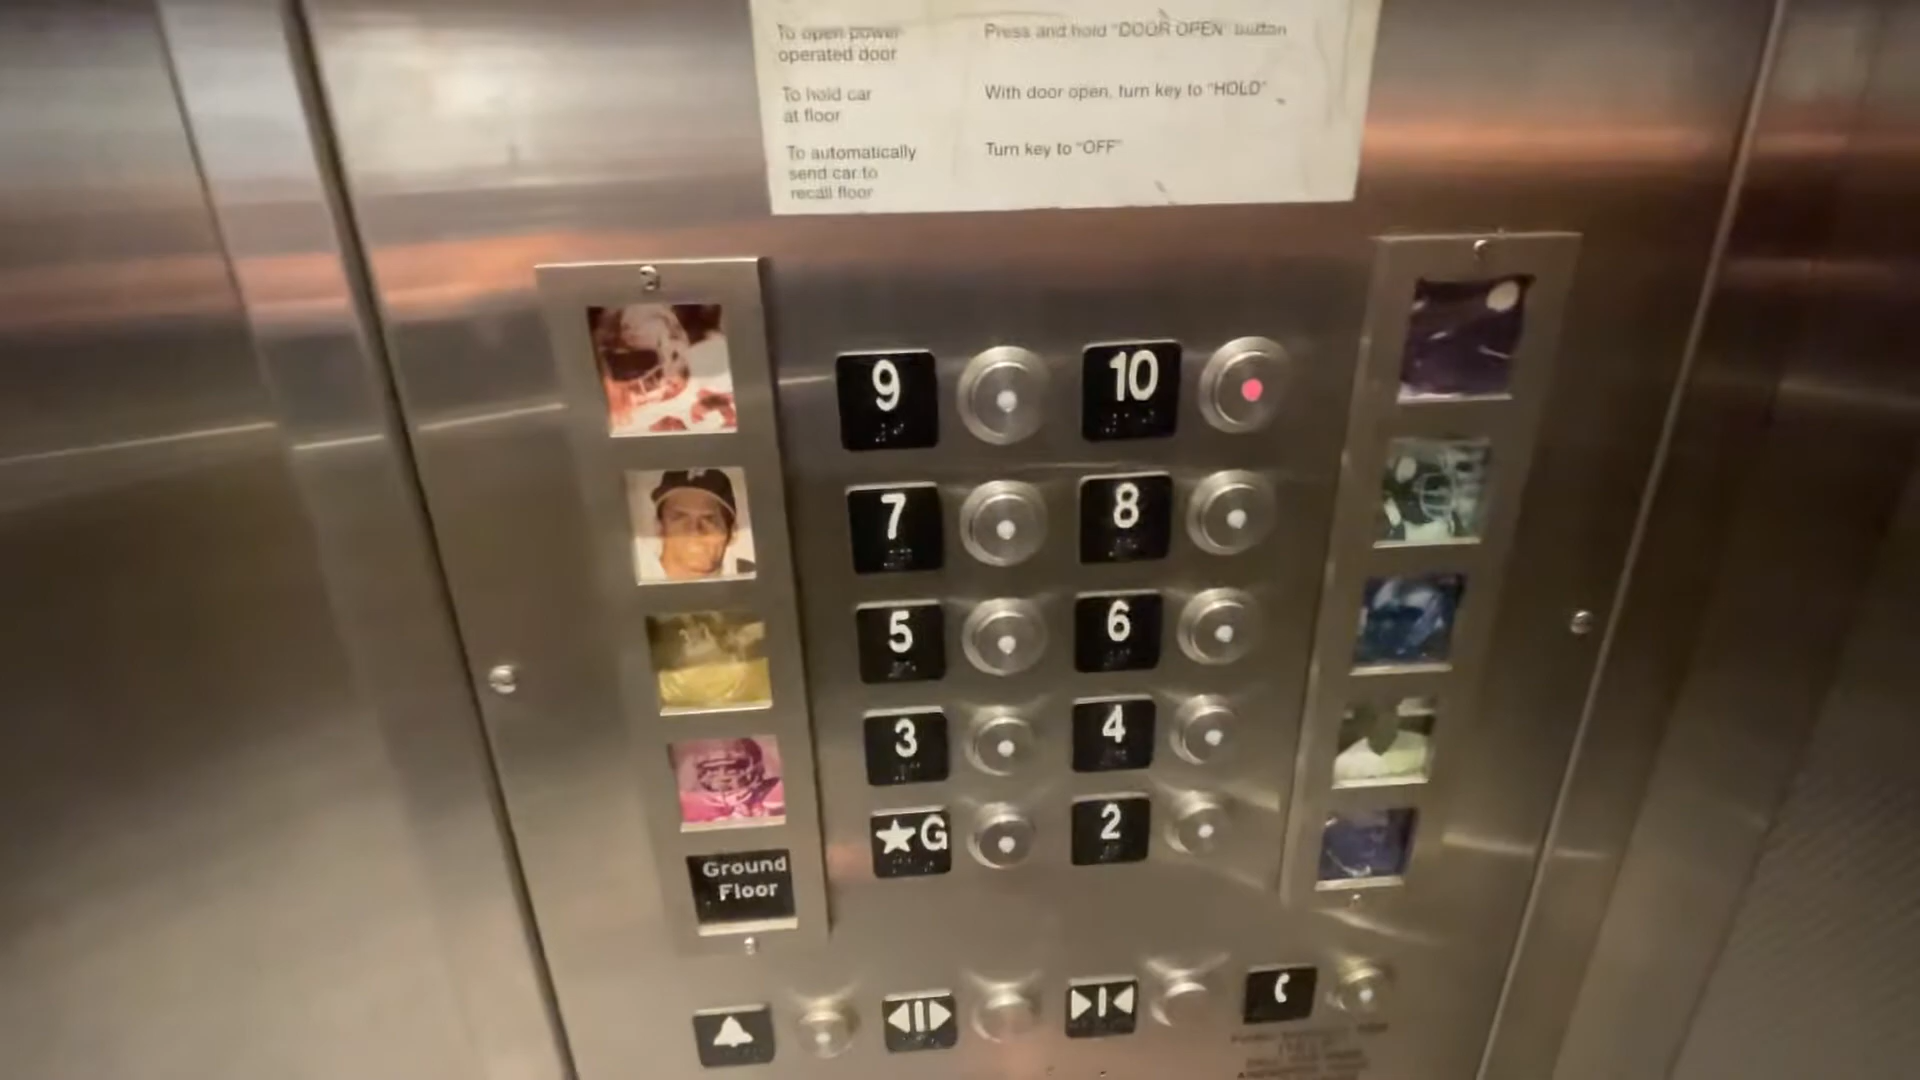 To open power
operated door
Press and hold "DOOR OPEN" button
To hold car
at floor
With door open, turn key to "HOLD"
To automatically
send car to
recall floor
Turn key to "OFF"
9
10
7
8
5
6
3
4
★G
2
Ground
Floor